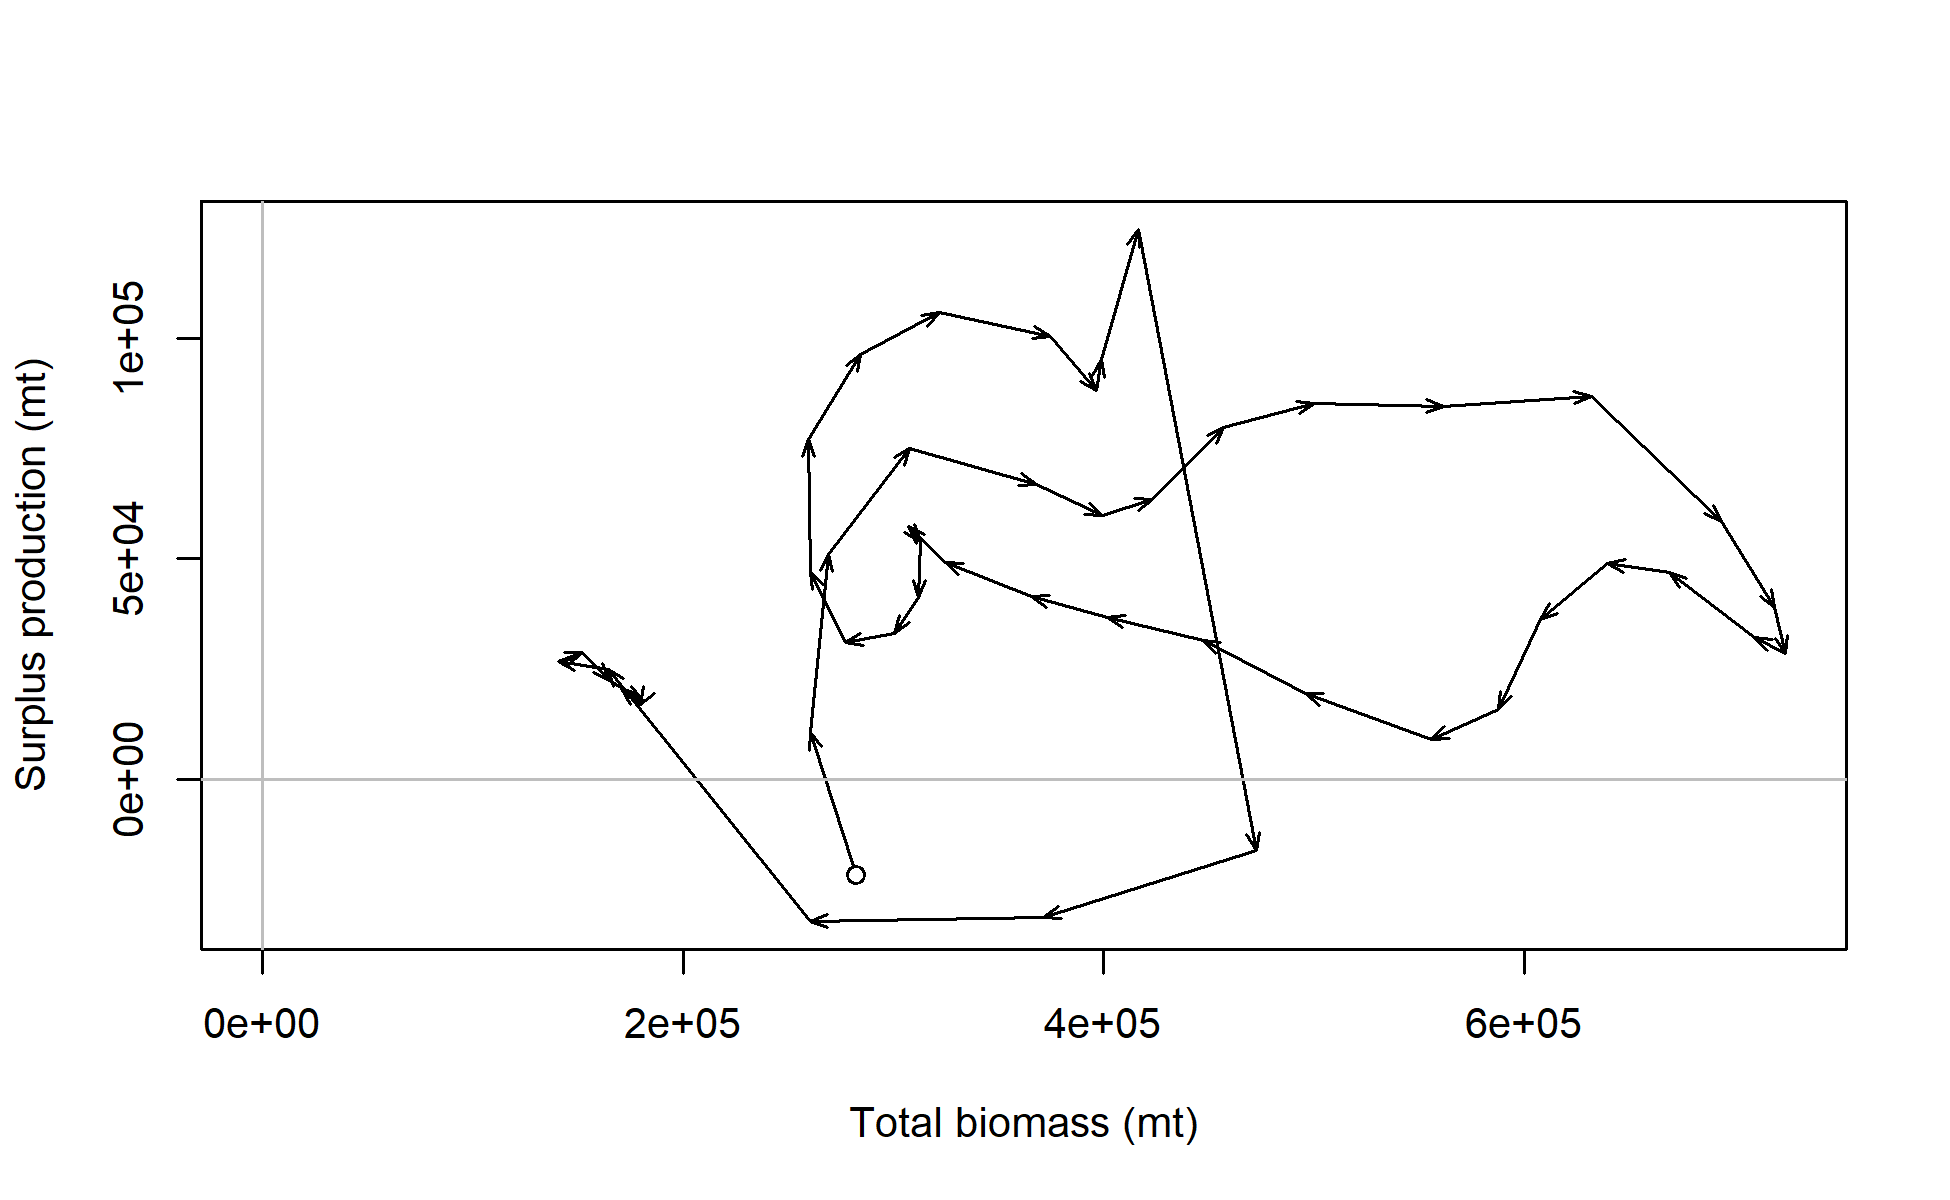 Surplus production (mt)
1e+05
5e+04
0e+00
0e+00 2e+05 4e+05 6e+05
Total biomass (mt)